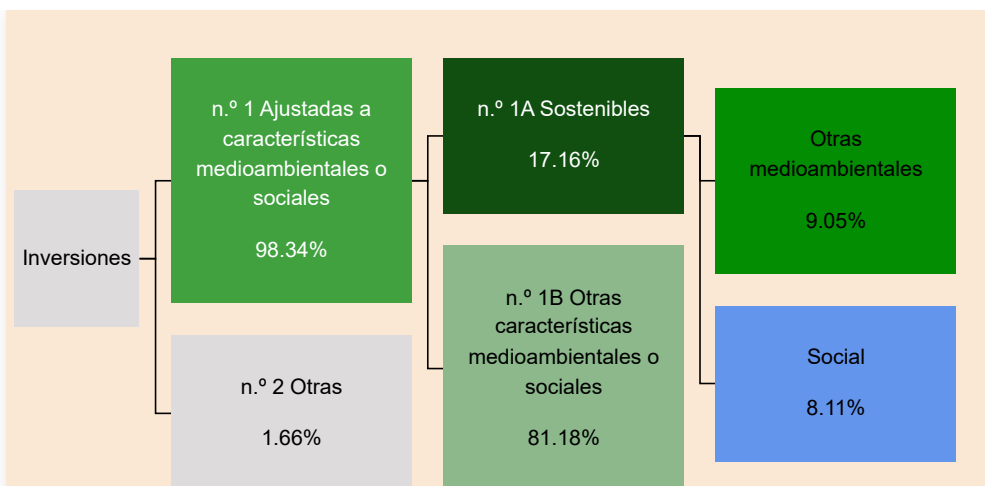 Inversiones
n.º 1 Ajustadas a
características
medioambientales o
sociales
98.34%
n.º 2 Otras
1.66%
n.º 1A Sostenibles
17.16%
n.º 1B Otras
características
medioambientales o
sociales
81.18%
Otras
medioambientales
9.05%
Social
8.11%